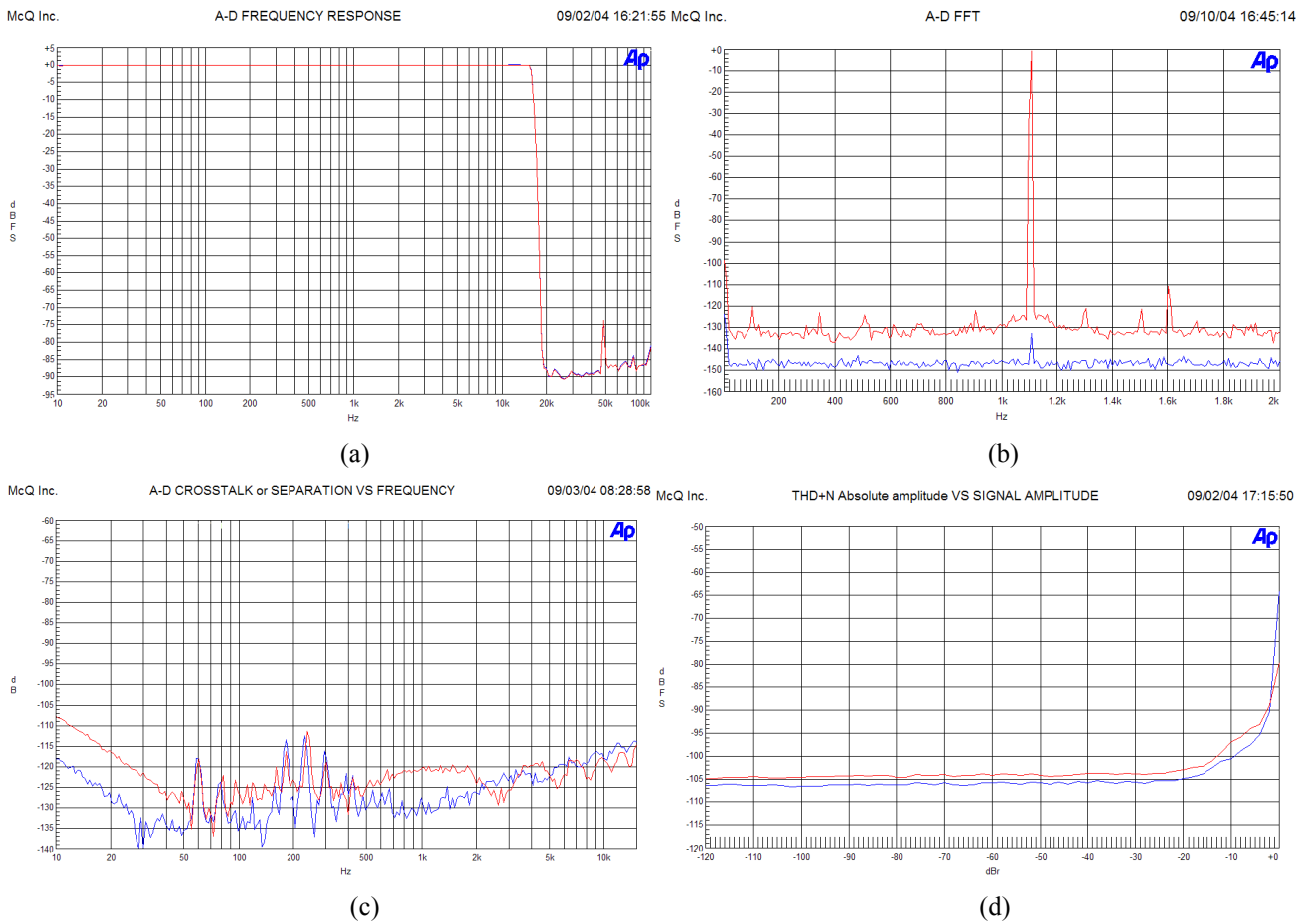 McQ Inc. A-D FREQUENCY RESPONSE 09/02/04 16:21:55
+5
+0
-5
-10
-15
-20
-25
-30
-35
-40
-45
-50
-55
-60
-65
-70
-75
-80
-85
-90
-95
d
B
F
S
Ap
10 20 50 100 200 500 1k 2k 5k 10k 20k 50k 100k
Hz
(a)
McQ Inc. A-D FFT 09/10/04 16:45:14
+0
-10
-20
-30
-40
-50
-60
-70
-80
-90
-100
-110
-120
-130
-140
-150
-160
d
B
F
S
Ap
200 400 600 800 1k 1.2k 1.4k 1.6k 1.8k 2k
Hz
(b)
McQ Inc. A-D CROSSTALK or SEPARATION VS FREQUENCY 09/03/04 08:28:58
-60
-65
-70
-75
-80
-85
-90
-95
-100
-105
-110
-115
-120
-125
-130
-135
-140
d
B
Ap
10 20 50 100 200 500 1k 2k 5k 10k
Hz
(c)
McQ Inc. THD+N Absolute amplitude VS SIGNAL AMPLITUDE 09/02/04 17:15:50
-50
-55
-60
-65
-70
-75
-80
-85
-90
-95
-100
-105
-110
-115
-120
d
B
F
S
Ap
-120 -110 -100 -90 -80 -70 -60 -50 -40 -30 -20 -10 +0
dBr
(d)